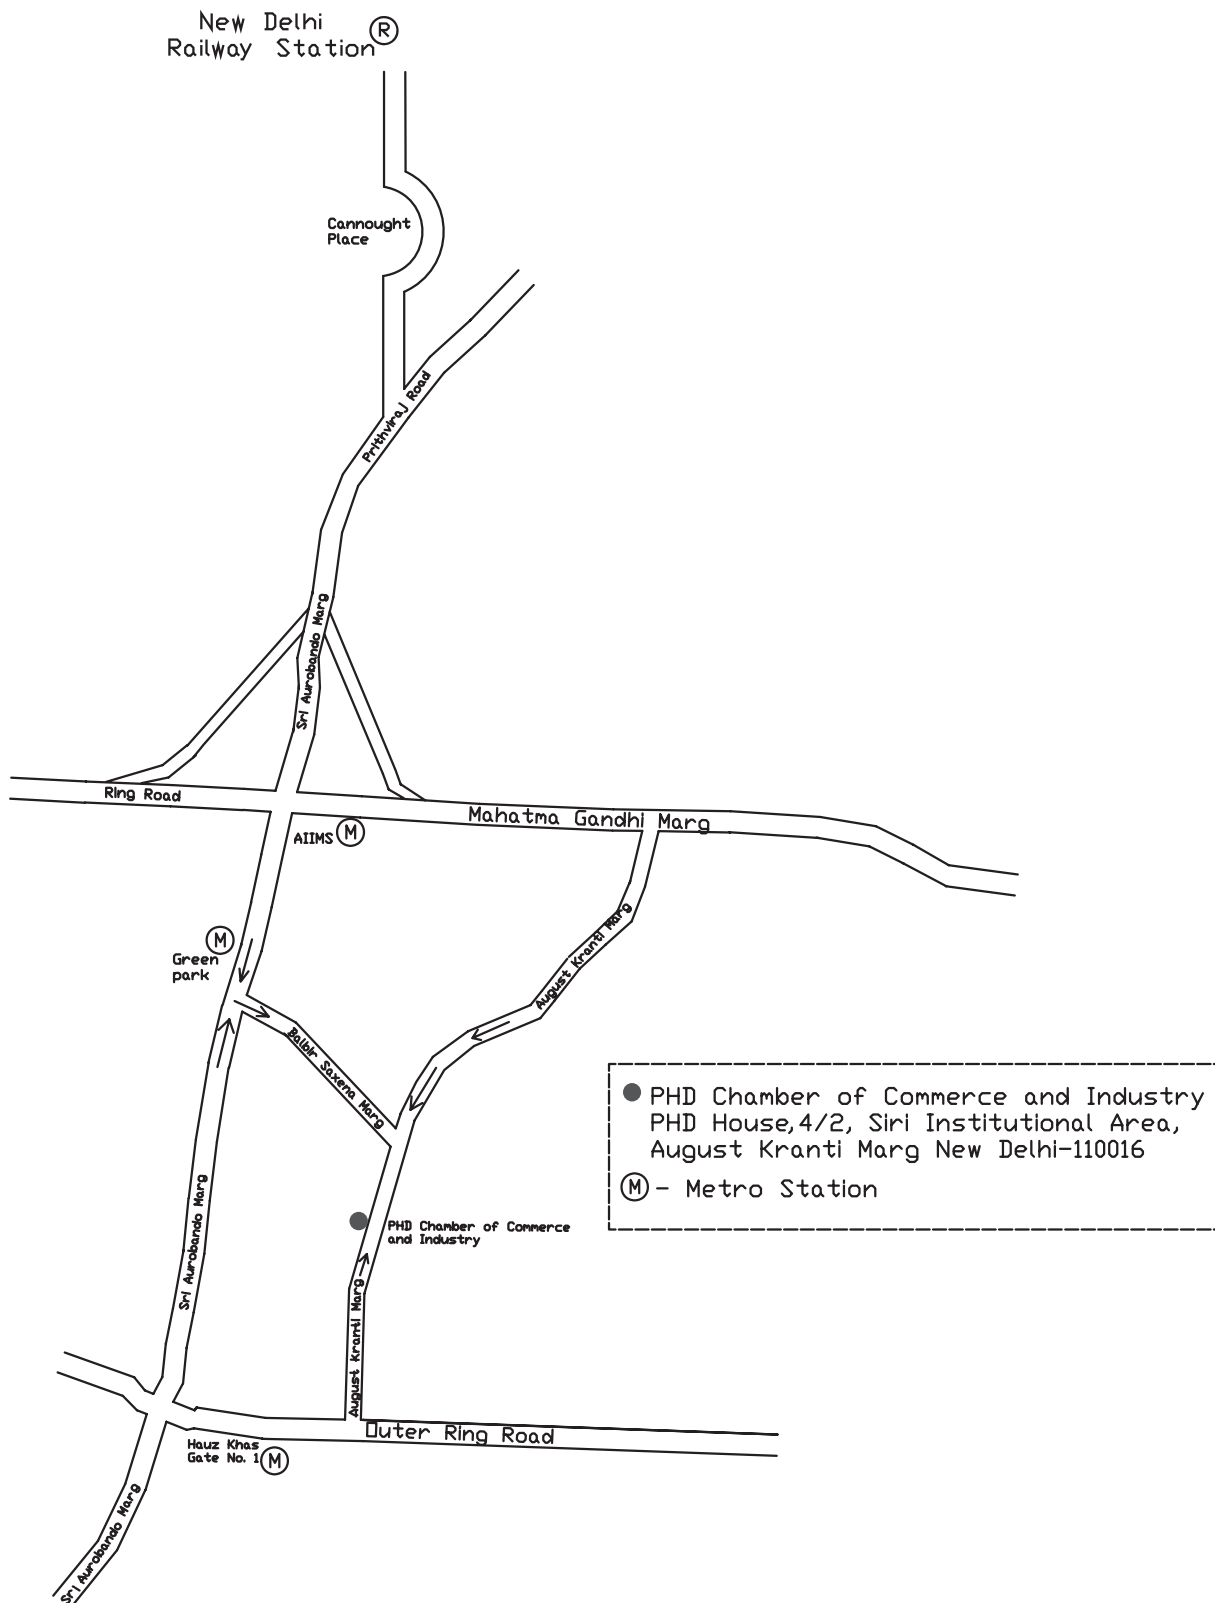 New Delhi
Railway Station R
Cannought
Place
Prithviraj Road
Sri Aurobando Marg
Ring Road
Mahatma Gandhi Marg
AIIMS M
August Kranti Marg
M
Green
park
Balbir Saxena Marg
PHD Chamber of Commerce and Industry
PHD House,4/2, Siri Institutional Area,
August Kranti Marg New Delhi-110016
M - Metro Station
Sri Aurobando Marg
PHD Chamber of Commerce
and Industry
August Kranti Marg
Outer Ring Road
Hauz Khas
Gate No. 1 M
Sri Aurobando Marg